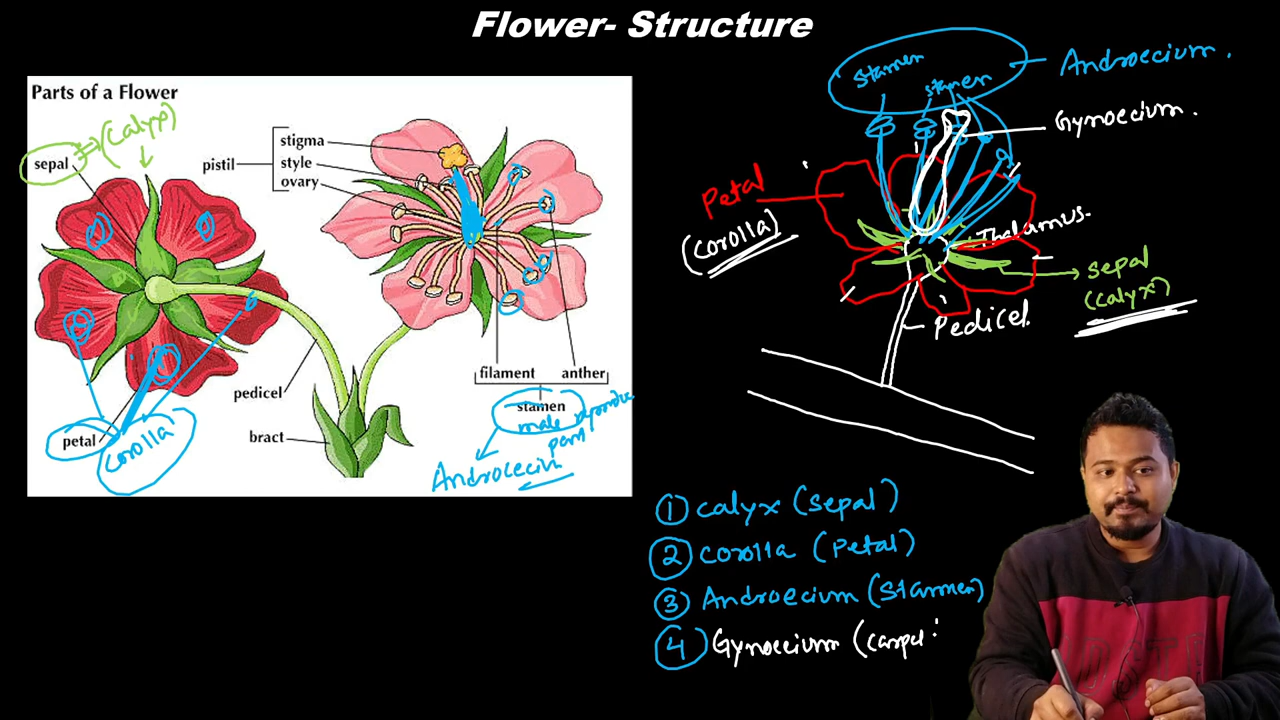 Flower- Structure
Parts of a Flower
sepal
⇒(Calyx)
pistil
stigma
style
ovary
pedicel
bract
petal
corolla
filament
anther
stamen
male reproductive
part
Androecium
stamen
stamen
Androecium.
Gynoecium.
Petal
(corolla)
Thalamus.
sepal
(calyx)
Pedicel.
① calyx (sepal)
② corolla (Petal)
③ Androecium (Stamen)
④ Gynoecium (carpel